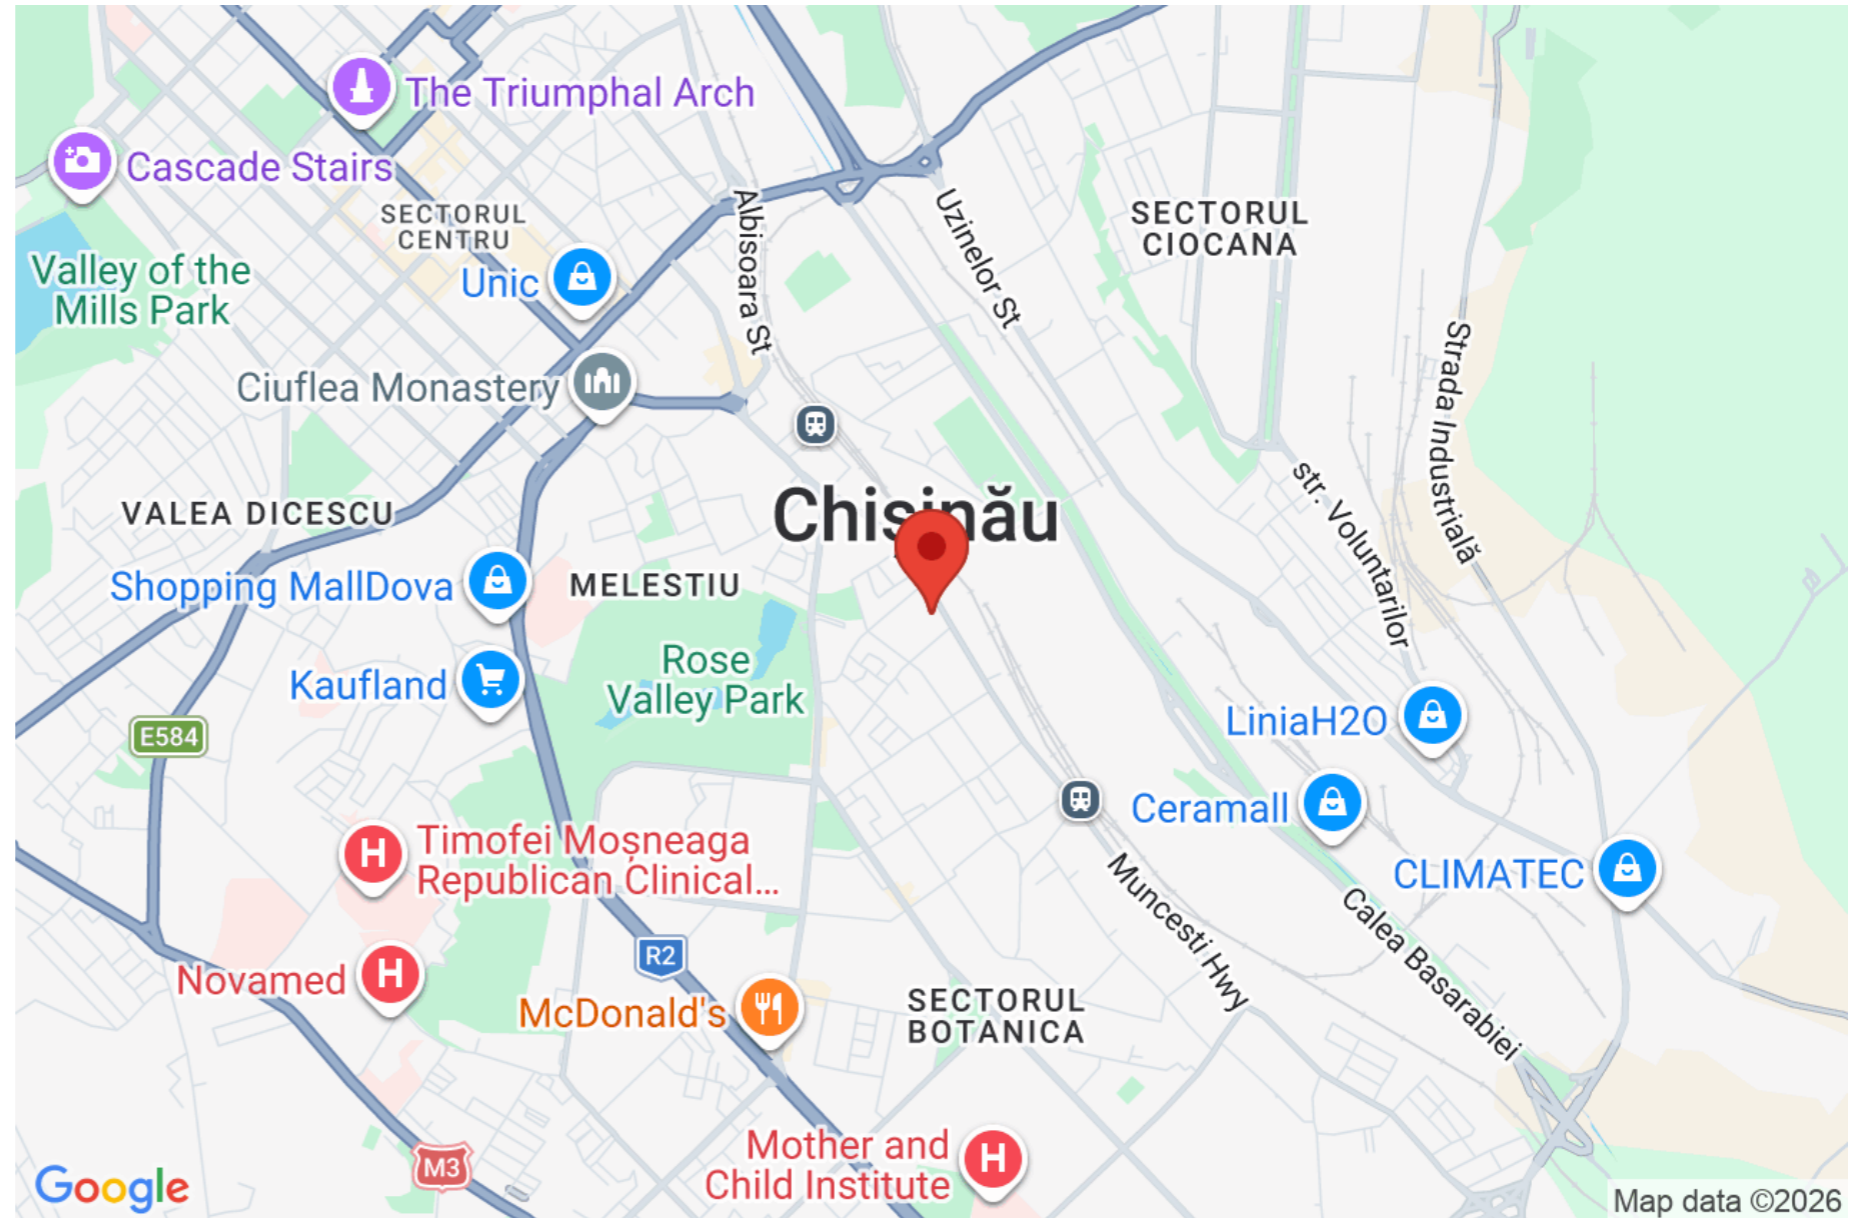 The Triumphal Arch
Cascade Stairs
SECTORUL
CENTRU
Albisoara St
Uzinelor St
SECTORUL
CIOCANA
Valley of the
Mills Park
Unic
Strada Industrială
Ciuflea Monastery
str. Voluntarilor
VALEA DICESCU
Chișinău
Shopping MallDova
MELESTIU
Rose
Valley Park
Kaufland
E584
LiniaH2O
Ceramall
H
Timofei Moșneaga
Republican Clinical...
CLIMATEC
Muncesti Hwy
Calea Basarabiei
R2
Novamed
H
McDonald's
SECTORUL
BOTANICA
M3
Mother and
Child Institute
H
Google
Map data ©2026